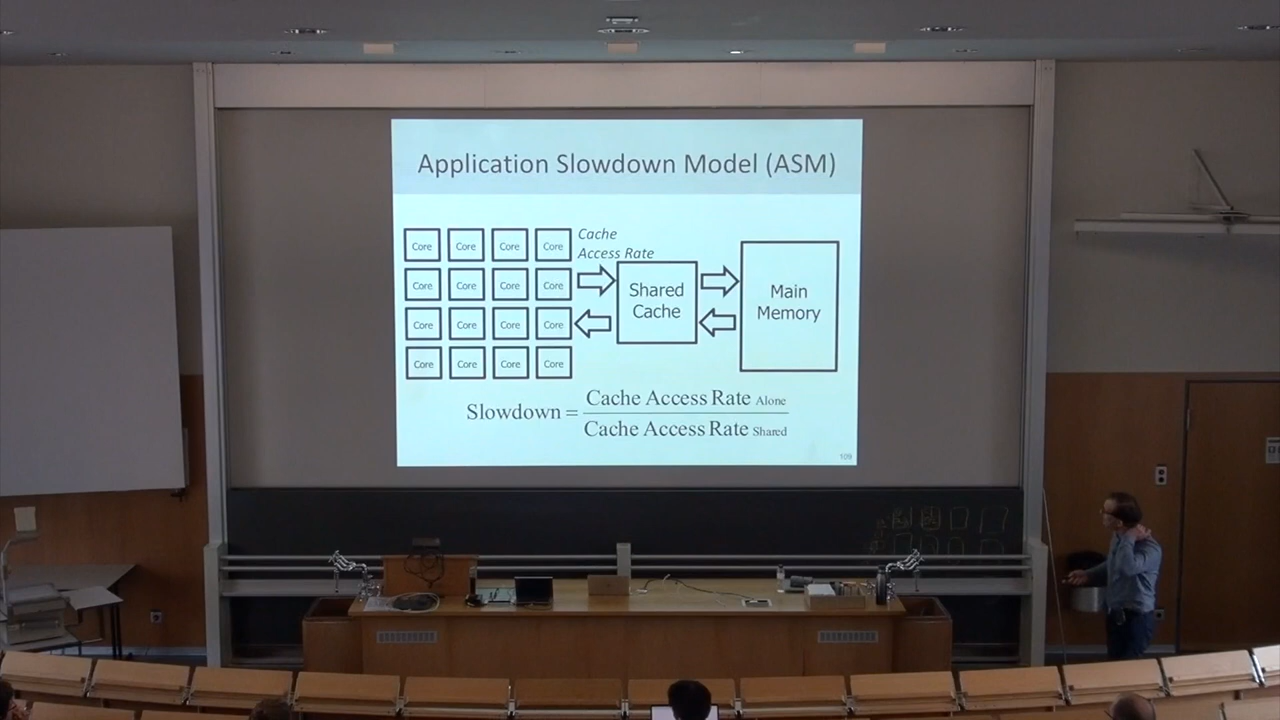 Application Slowdown Model (ASM)
Cache
Access Rate
Core Core Core Core
Core Core Core Core
Core Core Core Core
Core Core Core Core
Shared
Cache
Main
Memory
Slowdown = Cache Access Rate Alone
Cache Access Rate Shared
109